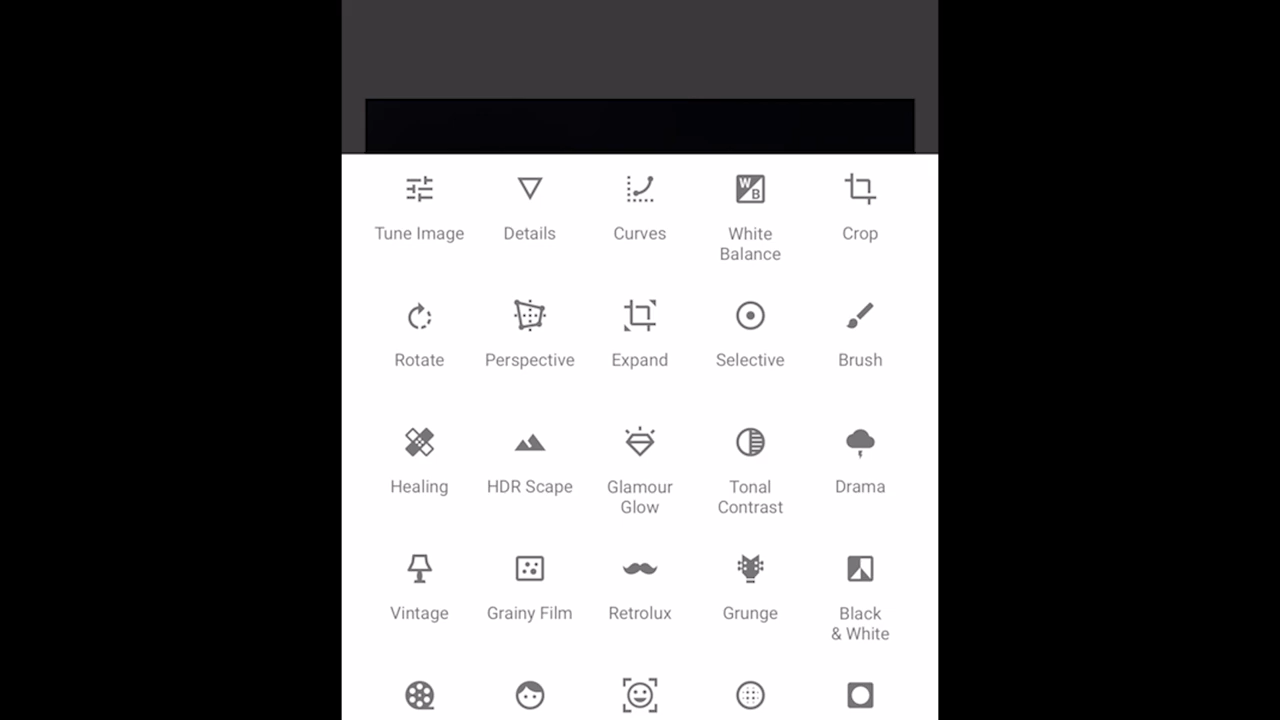 Tune Image Details Curves White Balance Crop
Rotate Perspective Expand Selective Brush
Healing HDR Scape Glamour Glow Tonal Contrast Drama
Vintage Grainy Film Retrolux Grunge Black & White